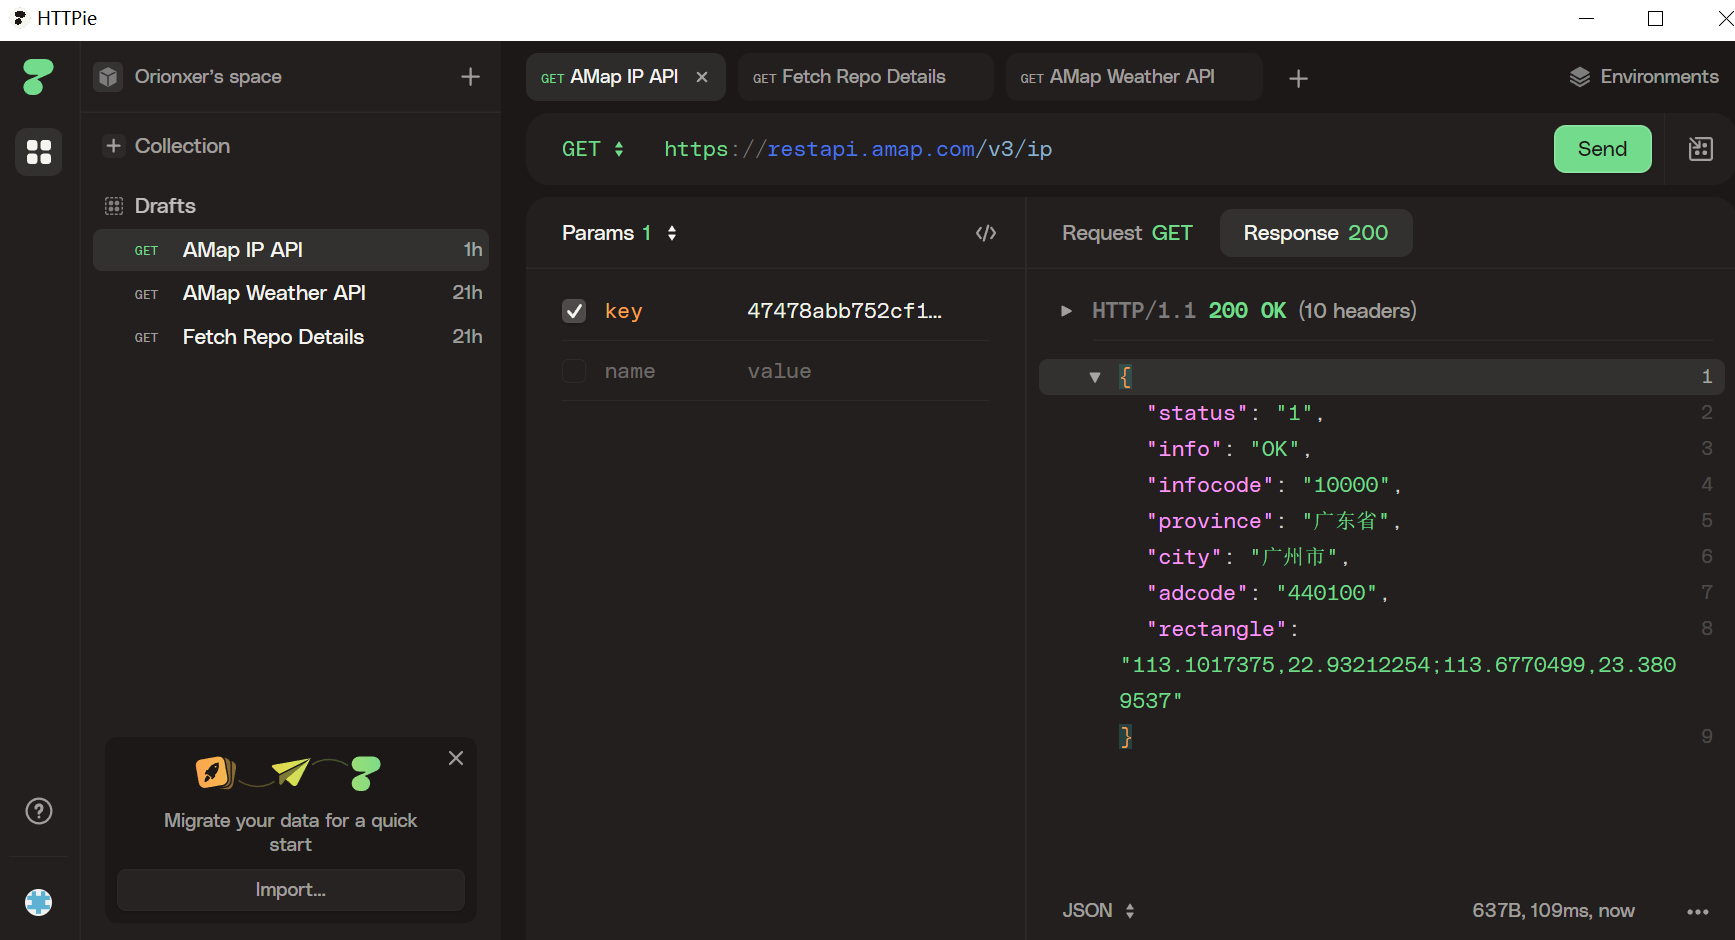 HTTPie
Orionxer's space
Collection
Drafts
GET AMap IP API 1h
GET AMap Weather API 21h
GET Fetch Repo Details 21h
Migrate your data for a quick
start
Import...
GET AMap IP API
GET Fetch Repo Details
GET AMap Weather API
Environments
GET https://restapi.amap.com/v3/ip
Send
Params 1
key 47478abb752cf1…
name value
Request GET
Response 200
HTTP/1.1 200 OK (10 headers)
{ 1
"status": "1", 2
"info": "OK", 3
"infocode": "10000", 4
"province": "广东省", 5
"city": "广州市", 6
"adcode": "440100", 7
"rectangle": 8
"113.1017375,22.93212254;113.6770499,23.380
9537"
} 9
JSON
637B, 109ms, now